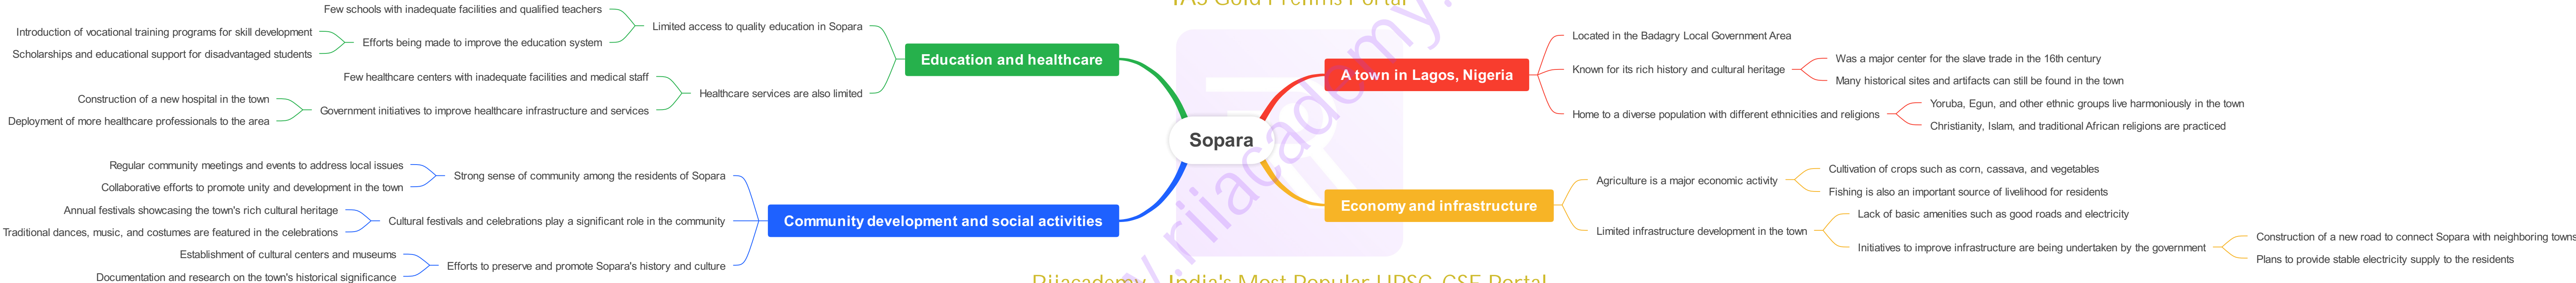 IAS Gold Prelims Portal
Sopara
Education and healthcare
Limited access to quality education in Sopara
Few schools with inadequate facilities and qualified teachers
Efforts being made to improve the education system
Introduction of vocational training programs for skill development
Scholarships and educational support for disadvantaged students
Healthcare services are also limited
Few healthcare centers with inadequate facilities and medical staff
Government initiatives to improve healthcare infrastructure and services
Construction of a new hospital in the town
Deployment of more healthcare professionals to the area
Community development and social activities
Strong sense of community among the residents of Sopara
Regular community meetings and events to address local issues
Collaborative efforts to promote unity and development in the town
Cultural festivals and celebrations play a significant role in the community
Annual festivals showcasing the town's rich cultural heritage
Traditional dances, music, and costumes are featured in the celebrations
Efforts to preserve and promote Sopara's history and culture
Establishment of cultural centers and museums
Documentation and research on the town's historical significance
A town in Lagos, Nigeria
Located in the Badagry Local Government Area
Known for its rich history and cultural heritage
Was a major center for the slave trade in the 16th century
Many historical sites and artifacts can still be found in the town
Home to a diverse population with different ethnicities and religions
Yoruba, Egun, and other ethnic groups live harmoniously in the town
Christianity, Islam, and traditional African religions are practiced
Economy and infrastructure
Agriculture is a major economic activity
Cultivation of crops such as corn, cassava, and vegetables
Fishing is also an important source of livelihood for residents
Limited infrastructure development in the town
Lack of basic amenities such as good roads and electricity
Initiatives to improve infrastructure are being undertaken by the government
Construction of a new road to connect Sopara with neighboring towns
Plans to provide stable electricity supply to the residents
Rijacademy - India's Most Popular UPSC-CSE Portal